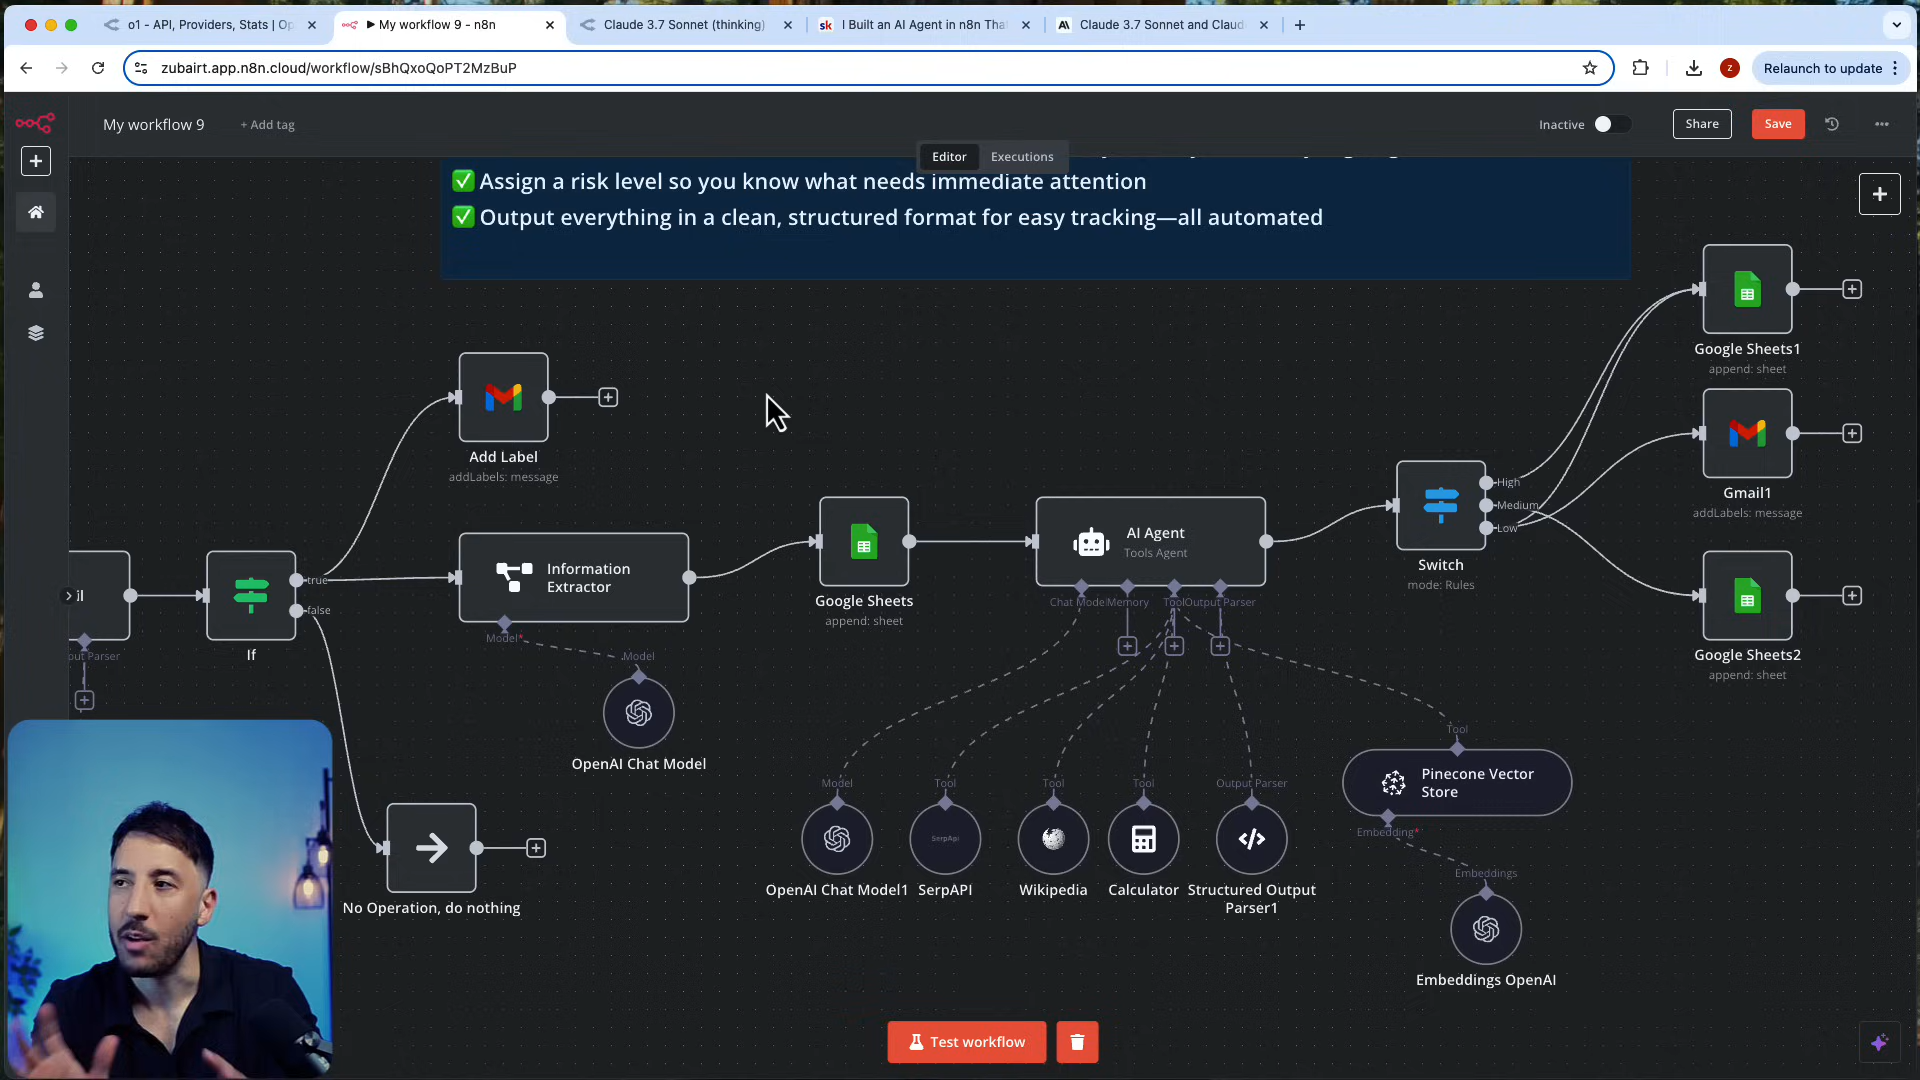 o1 - API, Providers, Stats | Op
▶ My workflow 9 - n8n
Claude 3.7 Sonnet (thinking)
I Built an AI Agent in n8n Tha
Claude 3.7 Sonnet and Claud
zubairt.app.n8n.cloud/workflow/sBhQxoQoPT2MzBuP
Relaunch to update
My workflow 9
+ Add tag
Inactive
Share
Save
Editor
Executions
✅ Assign a risk level so you know what needs immediate attention
✅ Output everything in a clean, structured format for easy tracking—all automated
Google Sheets1
append: sheet
Add Label
addLabels: message
Gmail1
addLabels: message
il
out Parser
If
true
false
Information
Extractor
Model*
Model
OpenAI Chat Model
Google Sheets
append: sheet
AI Agent
Tools Agent
Chat Model
Memory
Tool
Output Parser
Switch
mode: Rules
High
Medium
Low
Google Sheets2
append: sheet
No Operation, do nothing
Model
OpenAI Chat Model1
Tool
SerpApi
SerpAPI
Tool
Wikipedia
Tool
Calculator
Output Parser
Structured Output
Parser1
Tool
Pinecone Vector
Store
Embedding*
Embeddings
Embeddings OpenAI
Test workflow